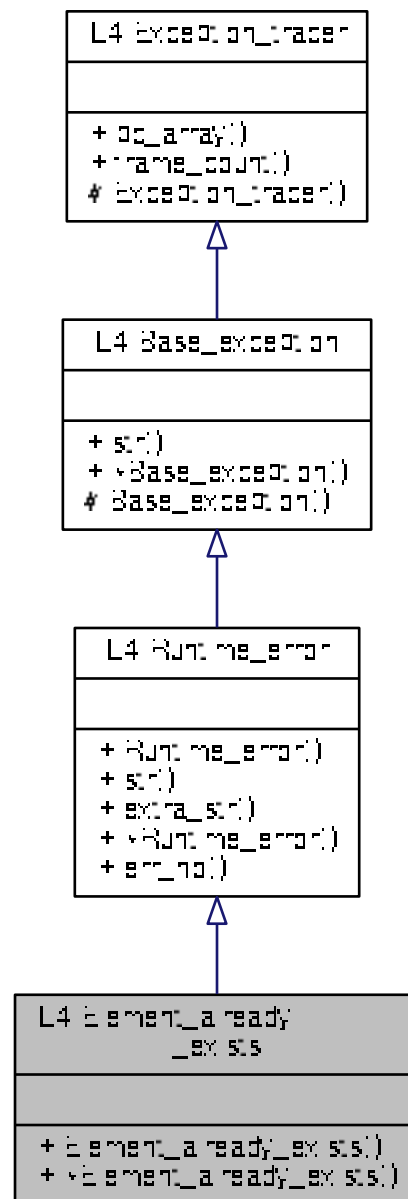 L4::Exception_tracer
+ pc_array()
+ frame_count()
# Exception_tracer()
L4::Base_exception
+ str()
+ ~Base_exception()
# Base_exception()
L4::Runtime_error
+ Runtime_error()
+ str()
+ extra_str()
+ ~Runtime_error()
+ err_no()
L4::Element_already
_exists
+ Element_already_exists()
+ ~Element_already_exists()